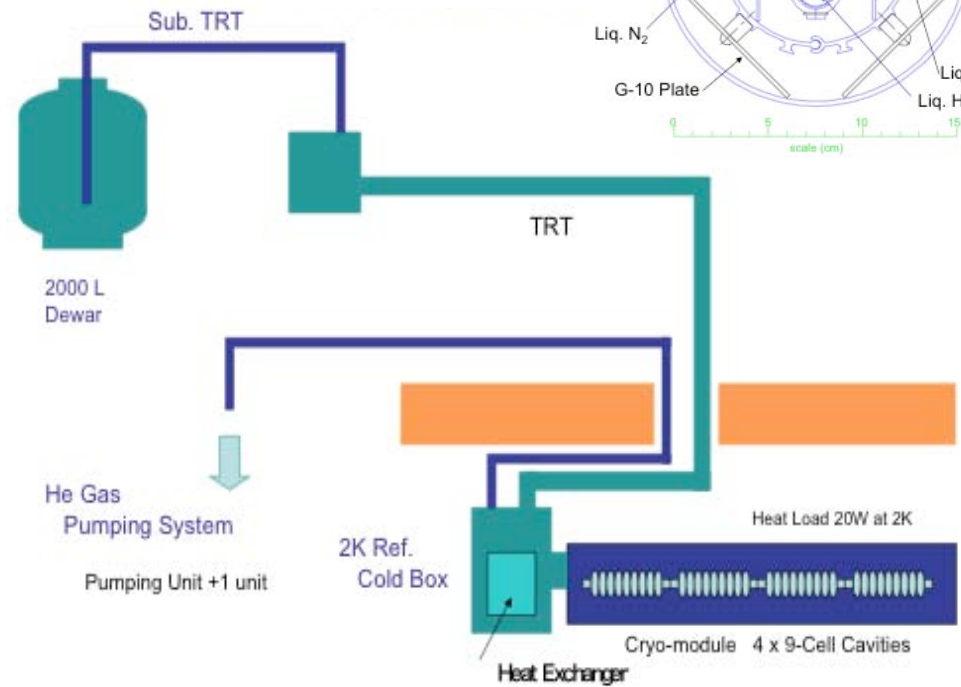 Sub. TRT
Liq. N2
G-10 Plate
Liq. H
0 5 10 15
scale (cm)
TRT
2000 L
Dewar
He Gas
Pumping System
Pumping Unit +1 unit
2K Ref.
Cold Box
Heat Load 20W at 2K
Cryo-module 4 x 9-Cell Cavities
Heat Exchanger